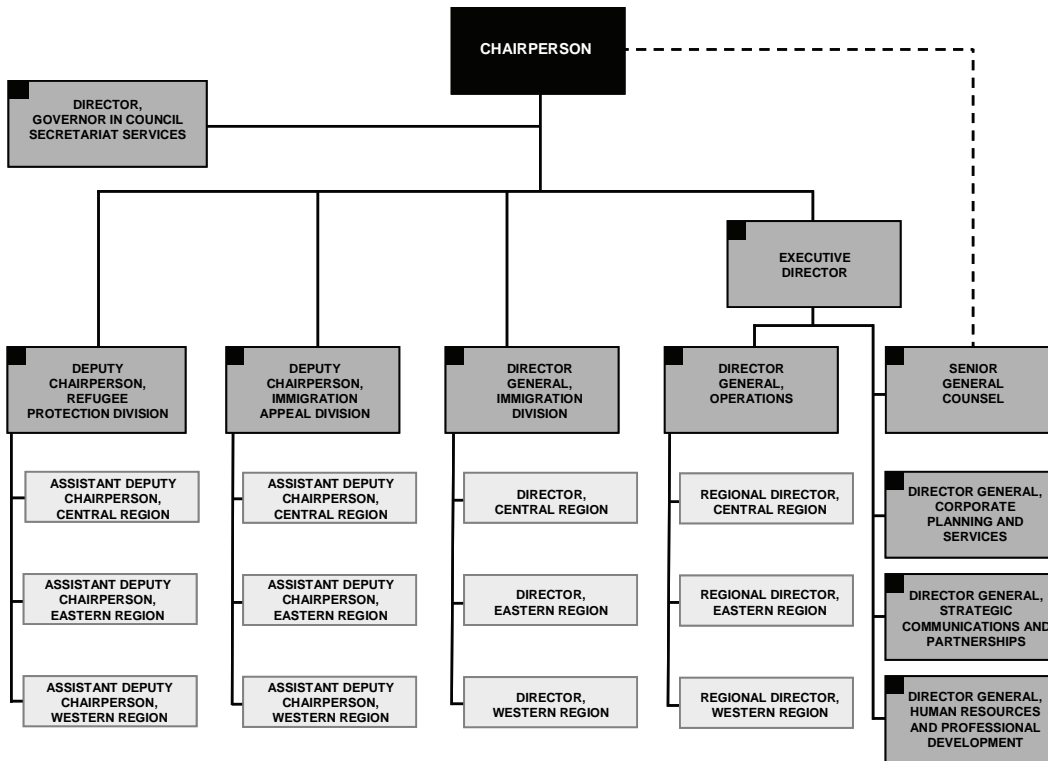 CHAIRPERSON
DIRECTOR,
GOVERNOR IN COUNCIL
SECRETARIAT SERVICES
EXECUTIVE
DIRECTOR
DEPUTY
CHAIRPERSON,
REFUGEE
PROTECTION DIVISION
DEPUTY
CHAIRPERSON,
IMMIGRATION
APPEAL DIVISION
DIRECTOR
GENERAL,
IMMIGRATION
DIVISION
DIRECTOR
GENERAL,
OPERATIONS
SENIOR
GENERAL
COUNSEL
ASSISTANT DEPUTY
CHAIRPERSON,
CENTRAL REGION
ASSISTANT DEPUTY
CHAIRPERSON,
CENTRAL REGION
DIRECTOR,
CENTRAL REGION
REGIONAL DIRECTOR,
CENTRAL REGION
DIRECTOR GENERAL,
CORPORATE
PLANNING AND
SERVICES
ASSISTANT DEPUTY
CHAIRPERSON,
EASTERN REGION
ASSISTANT DEPUTY
CHAIRPERSON,
EASTERN REGION
DIRECTOR,
EASTERN REGION
REGIONAL DIRECTOR,
EASTERN REGION
DIRECTOR GENERAL,
STRATEGIC
COMMUNICATIONS AND
PARTNERSHIPS
ASSISTANT DEPUTY
CHAIRPERSON,
WESTERN REGION
ASSISTANT DEPUTY
CHAIRPERSON,
WESTERN REGION
DIRECTOR,
WESTERN REGION
REGIONAL DIRECTOR,
WESTERN REGION
DIRECTOR GENERAL,
HUMAN RESOURCES
AND PROFESSIONAL
DEVELOPMENT